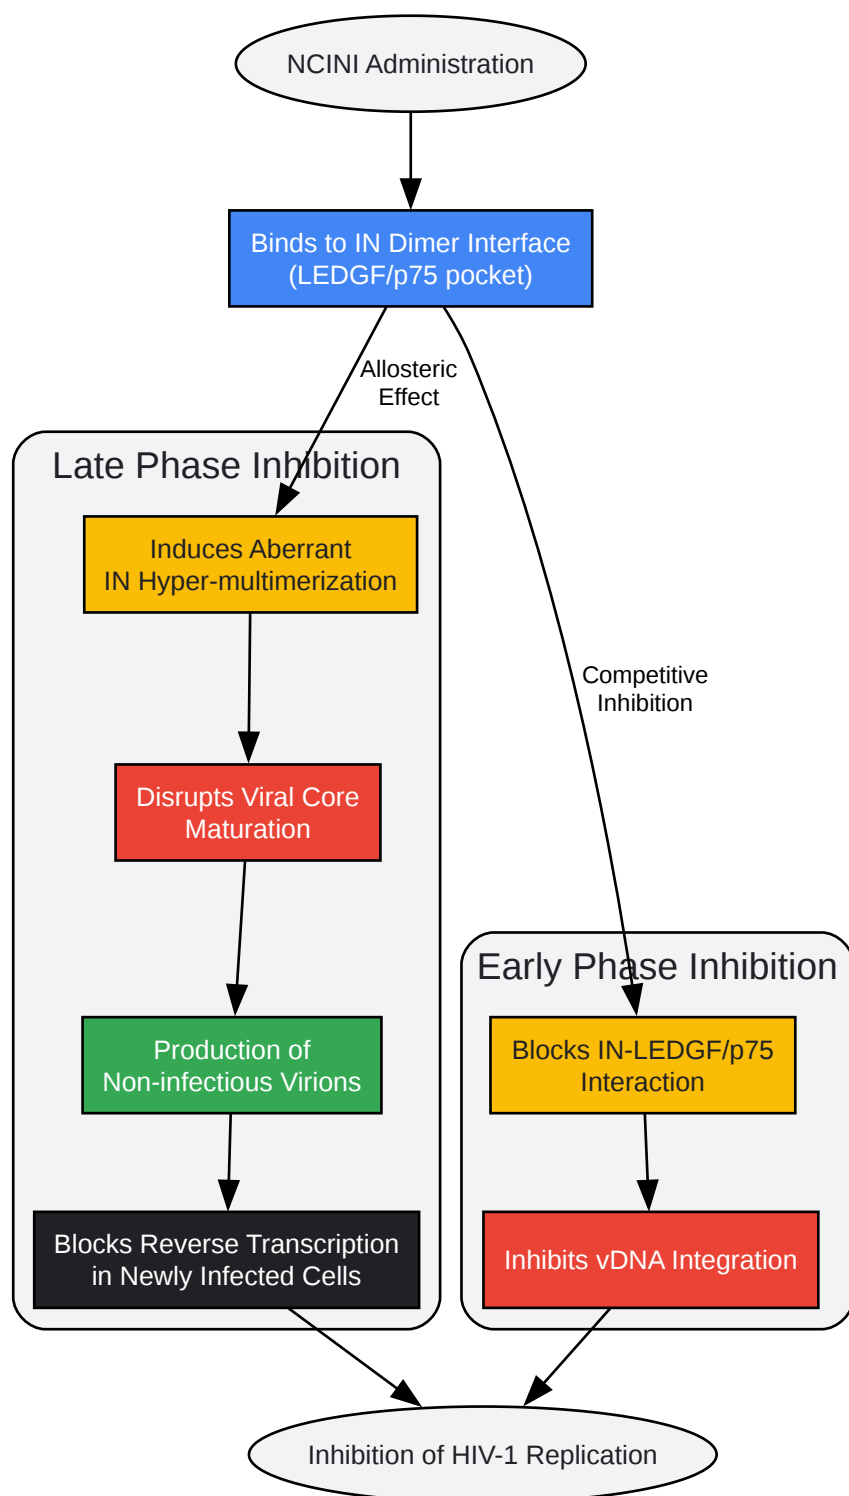 NCINI Administration
Binds to IN Dimer Interface
(LEDGF/p75 pocket)
Allosteric
Effect
Late Phase Inhibition
Induces Aberrant
IN Hyper-multimerization
Competitive
Inhibition
Disrupts Viral Core
Maturation
Early Phase Inhibition
Production of
Non-infectious Virions
Blocks IN-LEDGF/p75
Interaction
Blocks Reverse Transcription
in Newly Infected Cells
Inhibits vDNA Integration
Inhibition of HIV-1 Replication